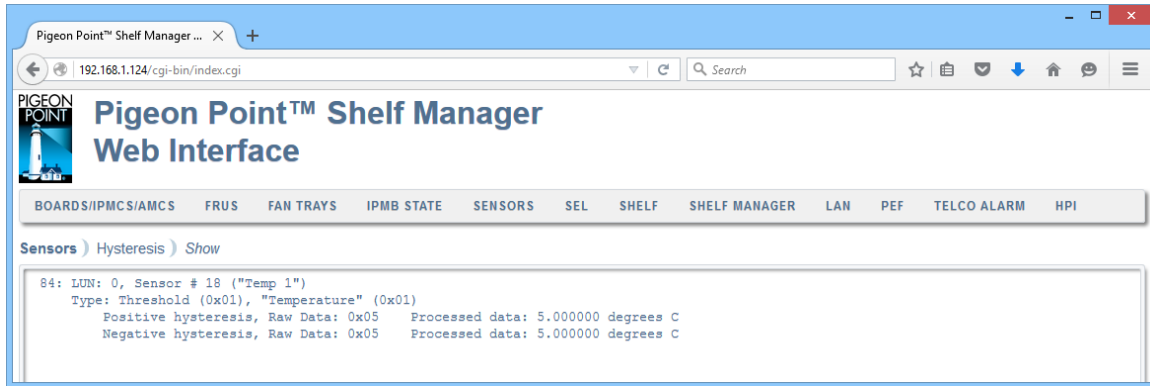 Pigeon Point™ Shelf Manager ...
192.168.1.124/cgi-bin/index.cgi
Search
PIGEON
POINT
Pigeon Point™ Shelf Manager
Web Interface
BOARDS/IPMCS/AMCS FRUS FAN TRAYS IPMB STATE SENSORS SEL SHELF SHELF MANAGER LAN PEF TELCO ALARM HPI
Sensors ) Hysteresis ) Show
84: LUN: 0, Sensor # 18 ("Temp 1")
Type: Threshold (0x01), "Temperature" (0x01)
Positive hysteresis, Raw Data: 0x05 Processed data: 5.000000 degrees C
Negative hysteresis, Raw Data: 0x05 Processed data: 5.000000 degrees C